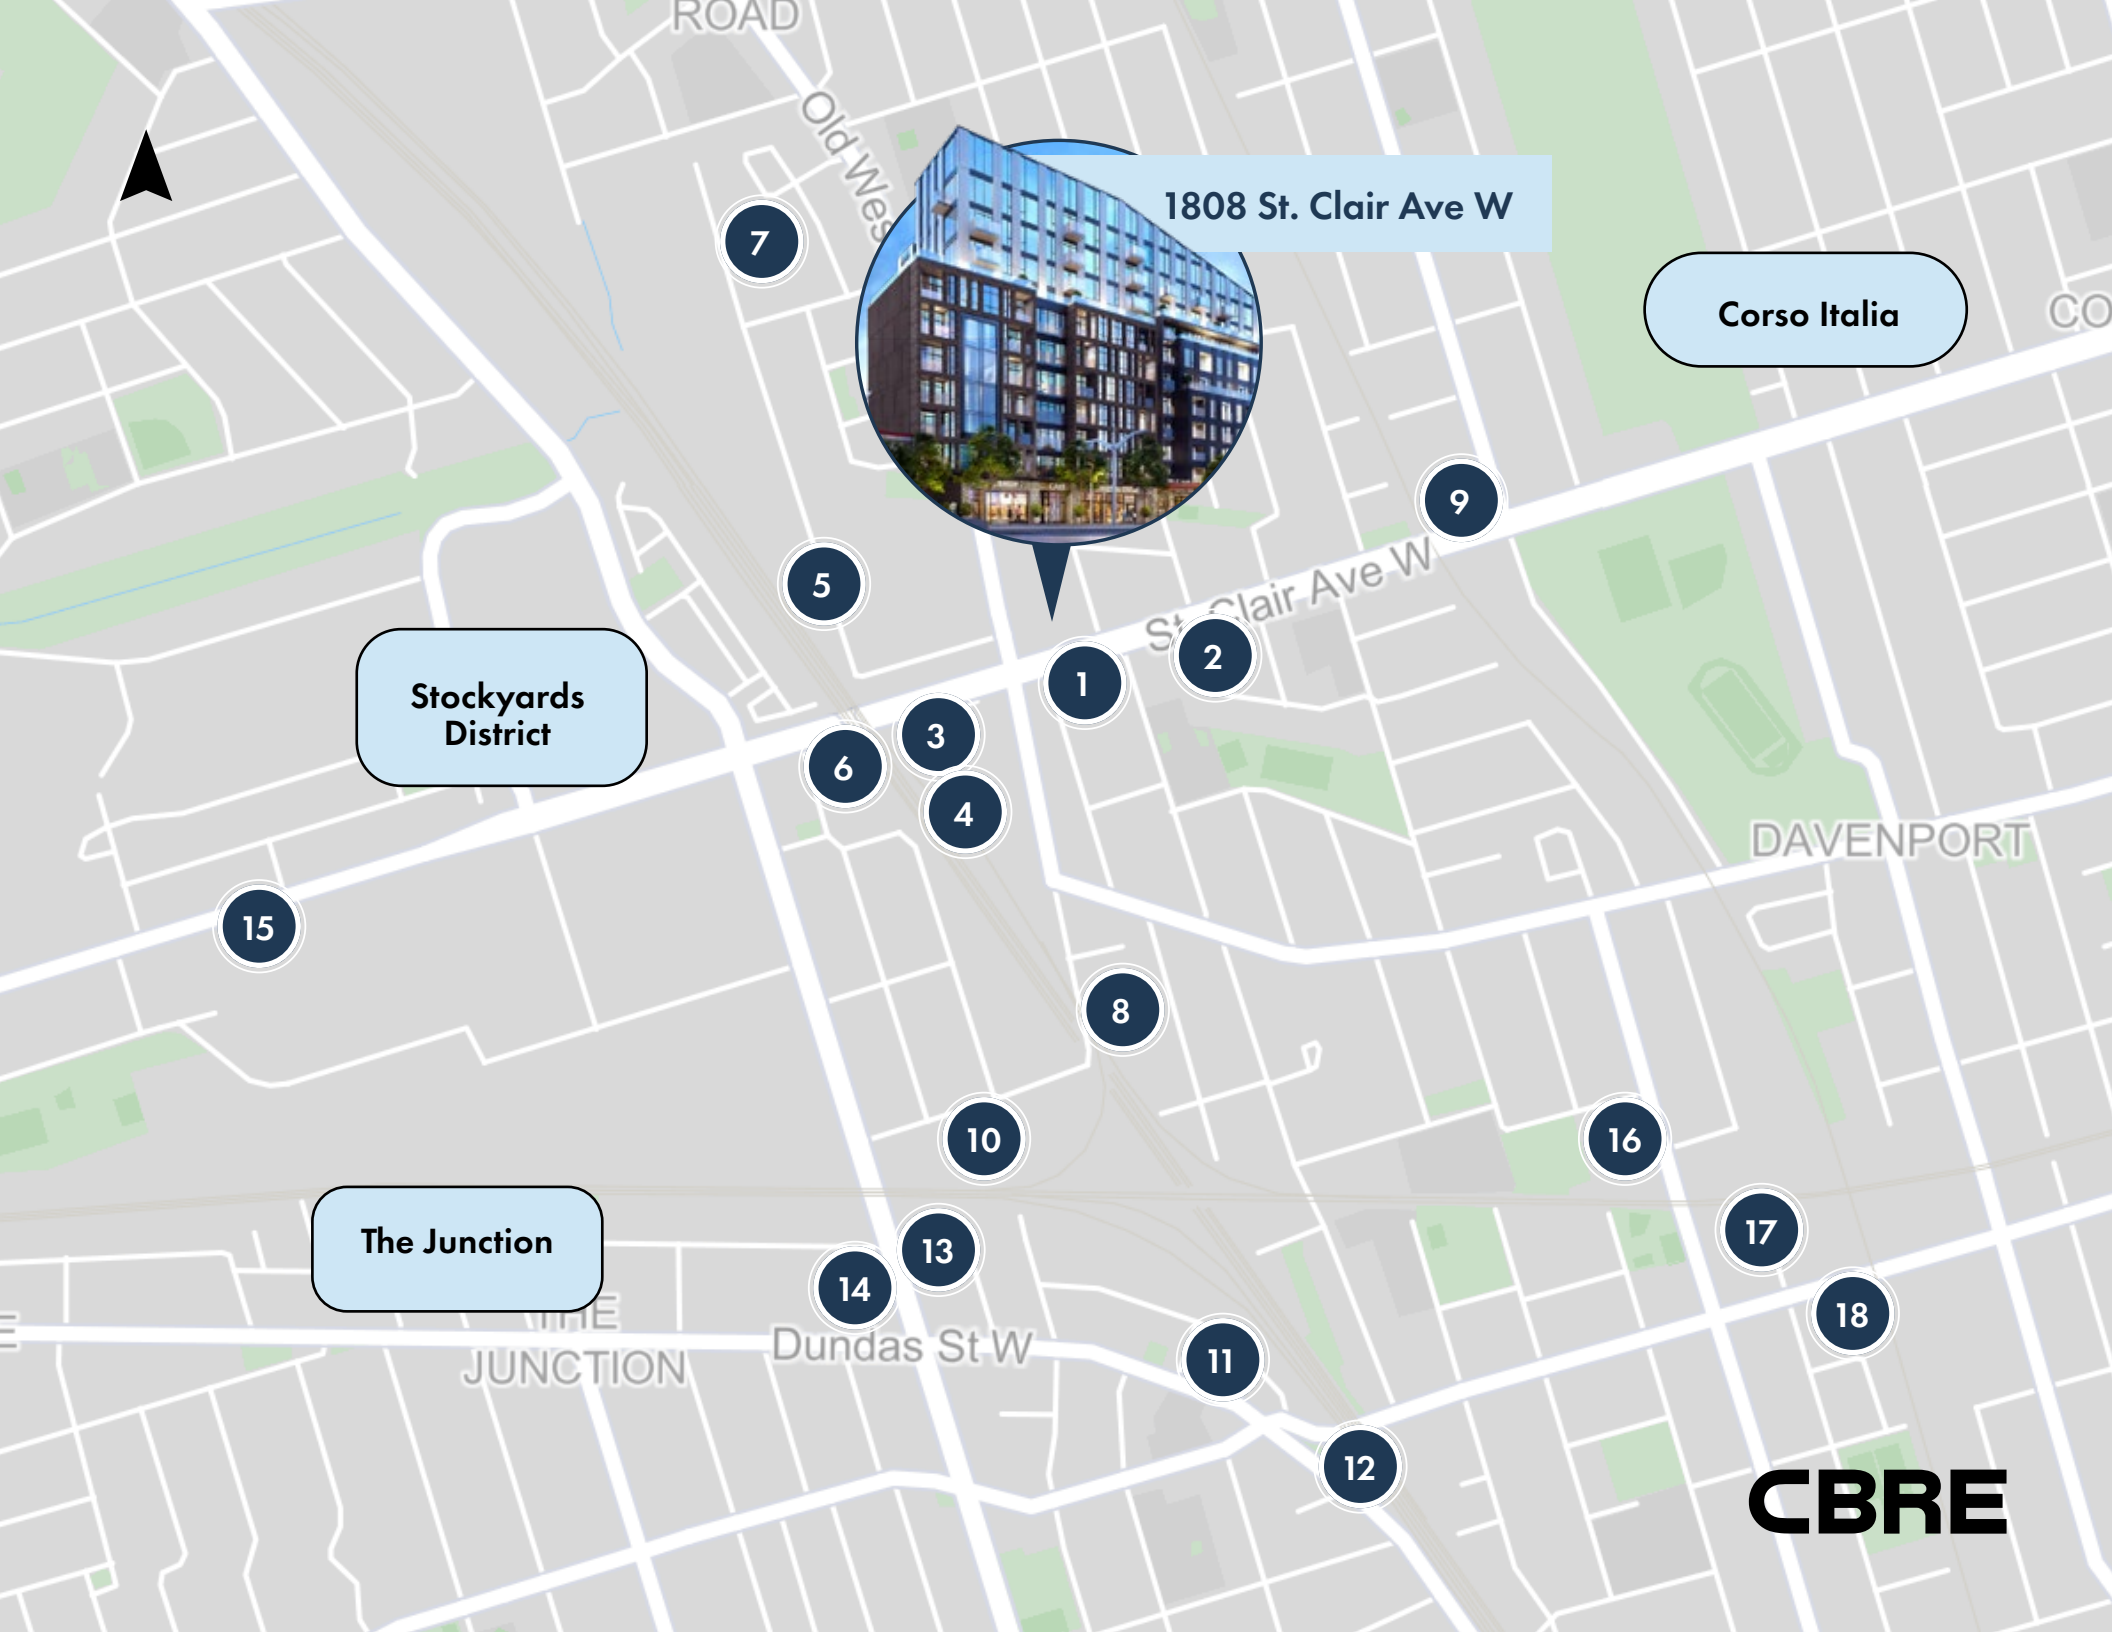 ROAD
Old Wes
1808 St. Clair Ave W
7
Corso Italia
CO
9
St. Clair Ave W
5
2
1
Stockyards
District
3
6
4
DAVENPORT
15
8
10
16
The Junction
17
13
14
18
THE
JUNCTION
E
Dundas St W
11
12
CBRE